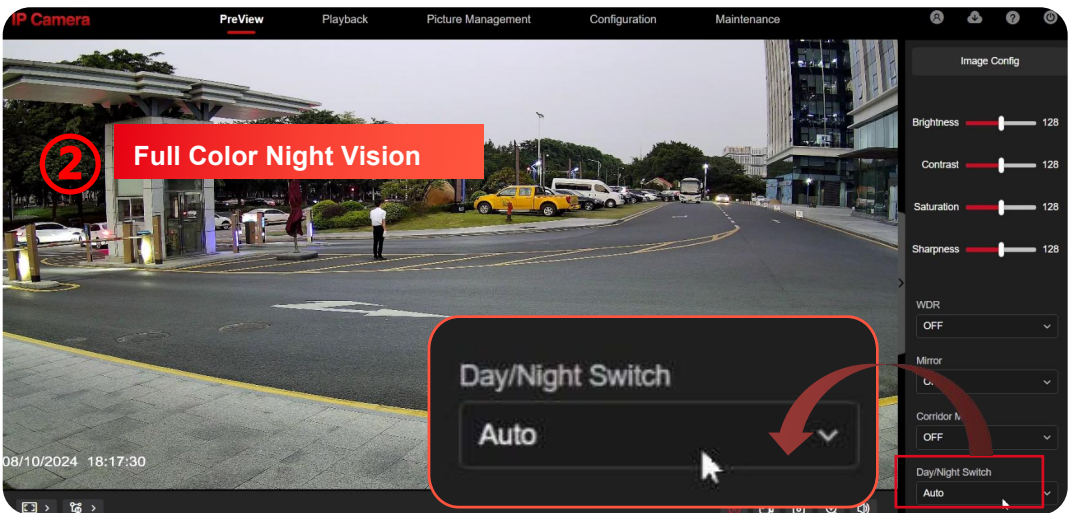 IP Camera
PreView
Playback
Picture Management
Configuration
Maintenance
Image Config
②
Full Color Night Vision
Brightness 128
Contrast 128
Saturation 128
Sharpness 128
WDR
OFF
Mirror
Corridor M
OFF
Day/Night Switch
Auto
Day/Night Switch
Auto
08/10/2024 18:17:30